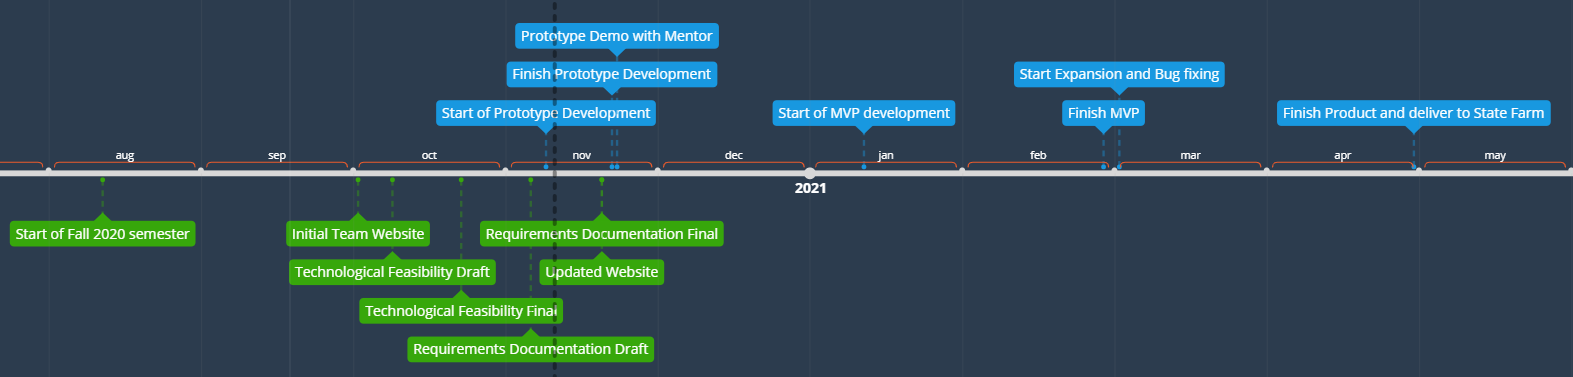 Prototype Demo with Mentor
Finish Prototype Development
Start Expansion and Bug fixing
Start of Prototype Development
Start of MVP development
Finish MVP
Finish Product and deliver to State Farm
aug sep oct nov dec jan feb mar apr may
2021
Start of Fall 2020 semester
Initial Team Website
Requirements Documentation Final
Technological Feasibility Draft
Updated Website
Technological Feasibility Final
Requirements Documentation Draft